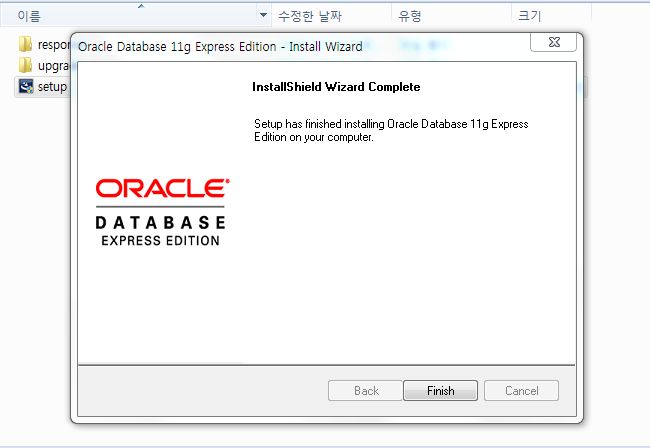 이름 수정한 날짜 유형 크기
Oracle Database 11g Express Edition - Install Wizard
respon
upgra
setup
InstallShield Wizard Complete
Setup has finished installing Oracle Database 11g Express
Edition on your computer.
ORACLE®
DATABASE
EXPRESS EDITION
Back Finish Cancel